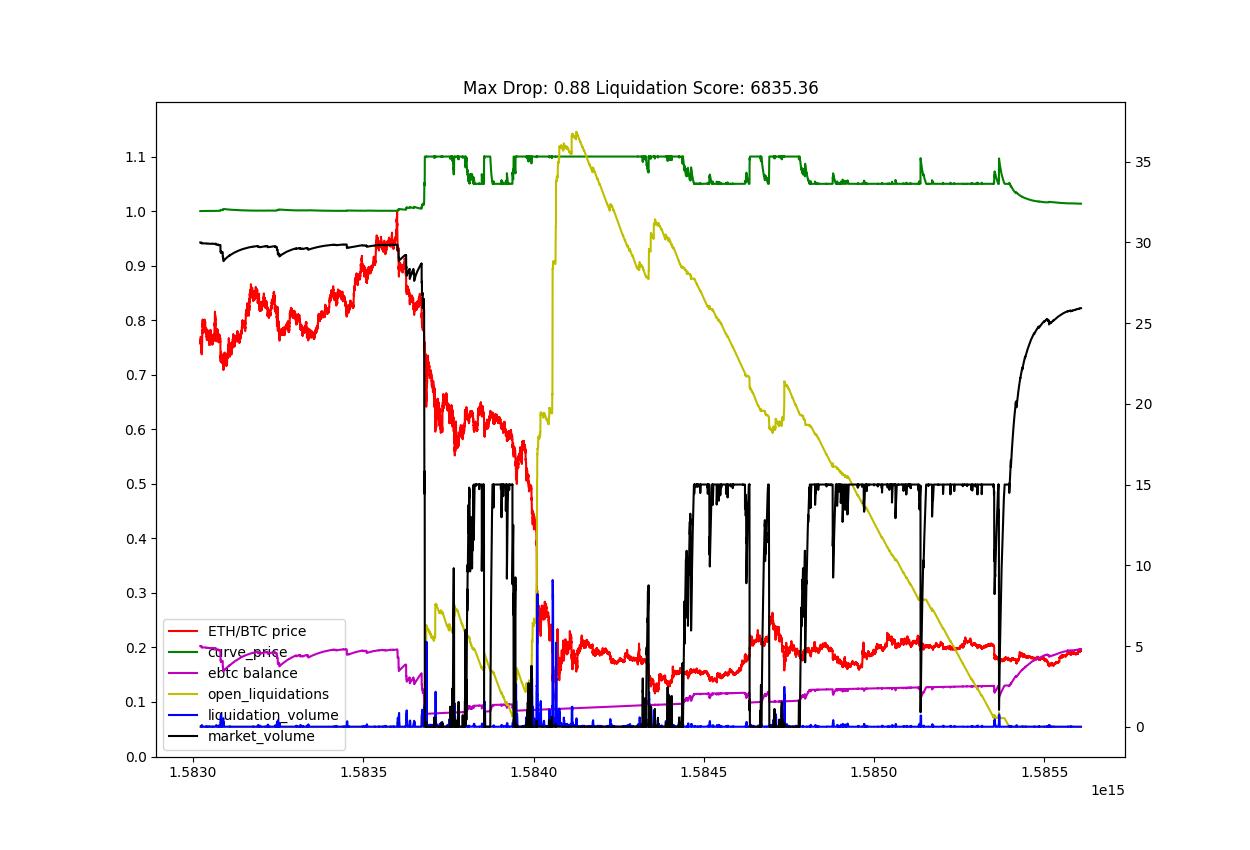 Max Drop: 0.88 Liquidation Score: 6835.36
1.1
1.0
0.9
0.8
0.7
0.6
0.5
0.4
0.3
0.2
0.1
0.0
35
30
25
20
15
10
5
0
ETH/BTC price
curve_price
ebtc balance
open_liquidations
liquidation_volume
market_volume
1.5830 1.5835 1.5840 1.5845 1.5850 1.5855
1e15